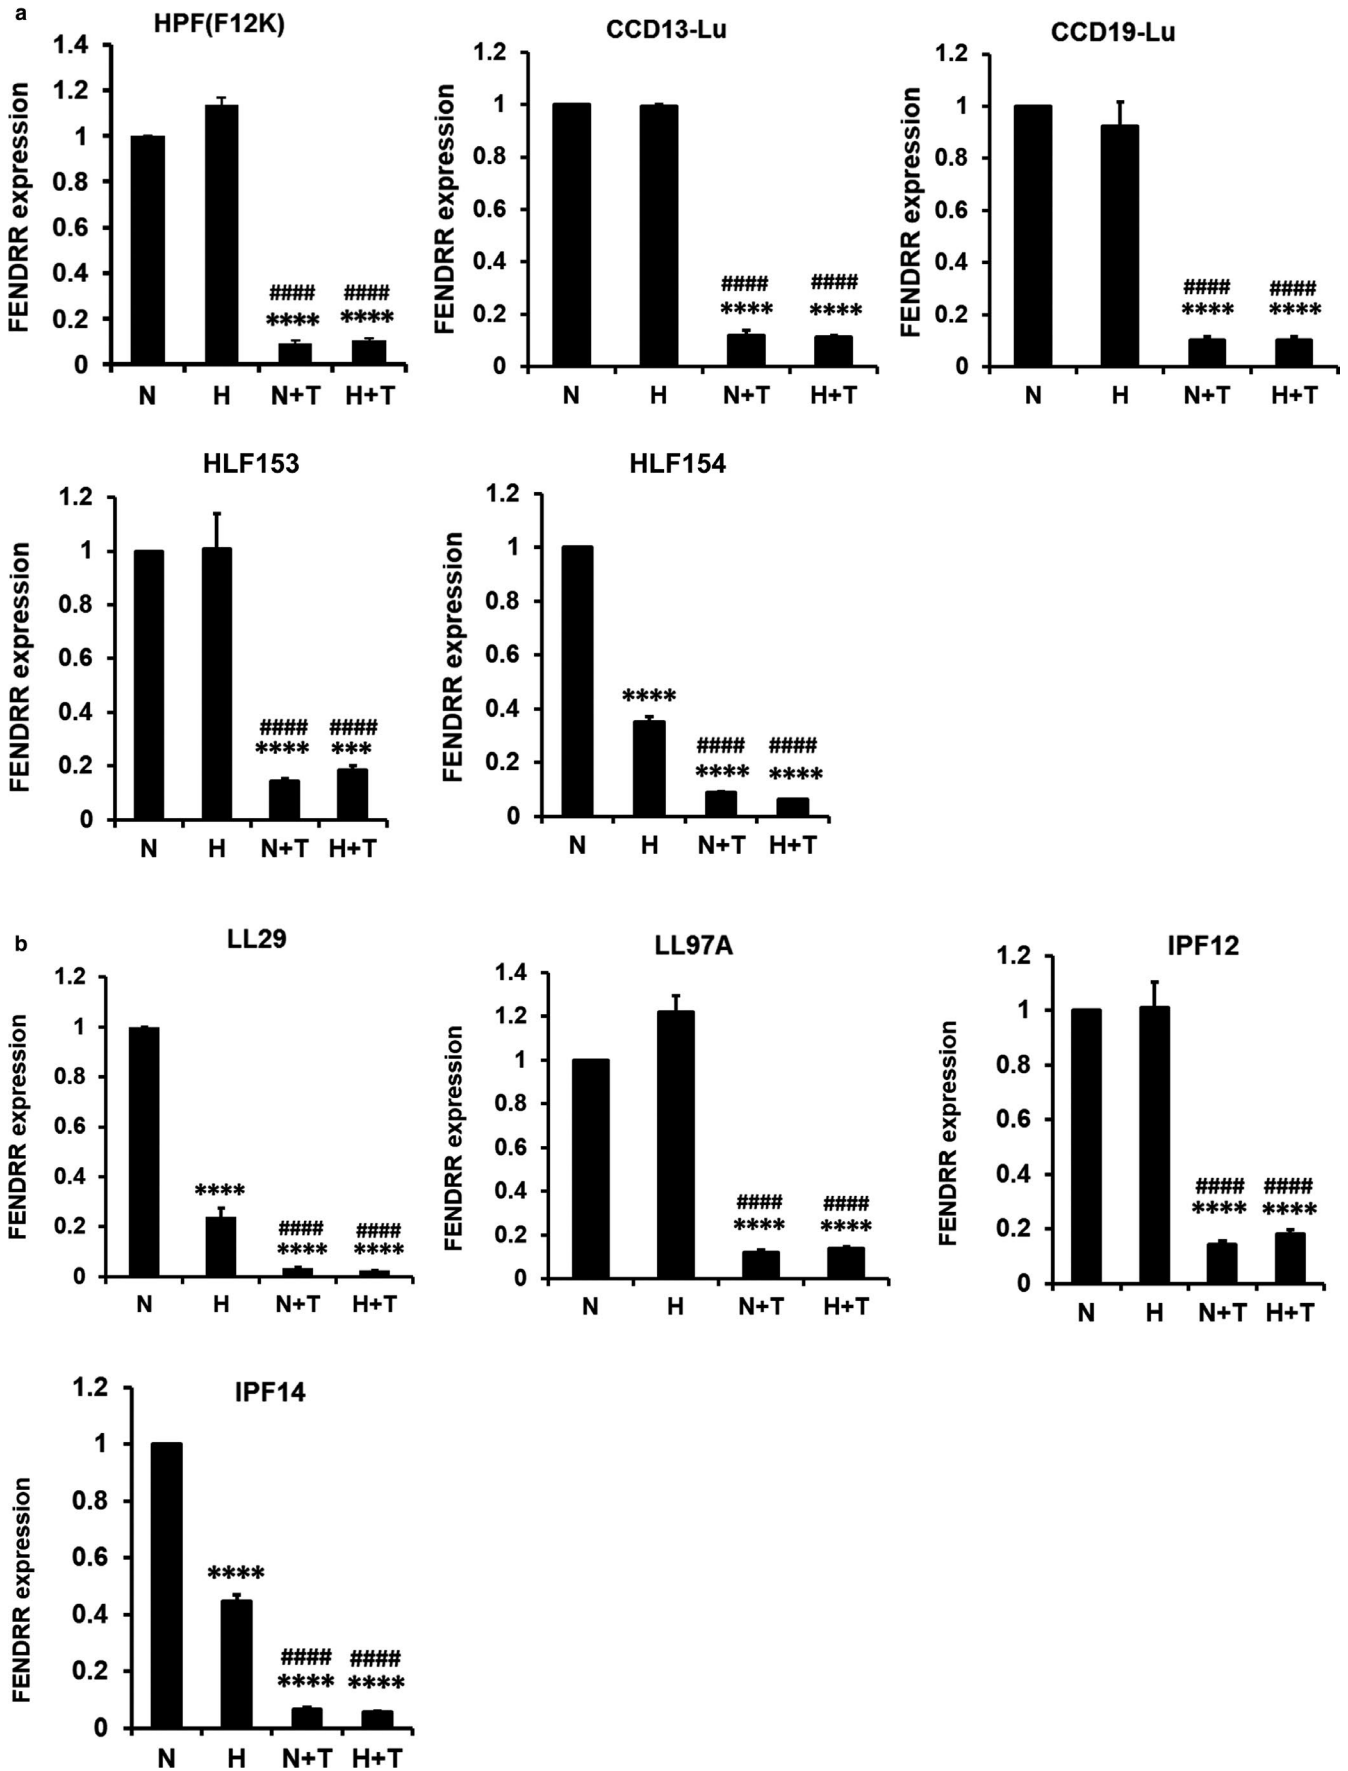 a
HPF(F12K)
FENDRR expression
1.4
1.2
1
0.8
0.6
0.4
0.2
0
#### ####
**** ****
N H N+T H+T
CCD13-Lu
FENDRR expression
1.2
1
0.8
0.6
0.4
0.2
0
#### ####
**** ****
N H N+T H+T
CCD19-Lu
FENDRR expression
1.2
1
0.8
0.6
0.4
0.2
0
#### ####
**** ****
N H N+T H+T
HLF153
FENDRR expression
1.2
1
0.8
0.6
0.4
0.2
0
#### ####
**** ***
N H N+T H+T
HLF154
FENDRR expression
1.2
1
0.8
0.6
0.4
0.2
0
****
#### ####
**** ****
N H N+T H+T
b
LL29
FENDRR expression
1.2
1
0.8
0.6
0.4
0.2
0
****
#### ####
**** ****
N H N+T H+T
LL97A
FENDRR expression
1.4
1.2
1
0.8
0.6
0.4
0.2
0
#### ####
**** ****
N H N+T H+T
IPF12
FENDRR expression
1.2
1
0.8
0.6
0.4
0.2
0
#### ####
**** ****
N H N+T H+T
IPF14
FENDRR expression
1.2
1
0.8
0.6
0.4
0.2
0
****
#### ####
**** ****
N H N+T H+T